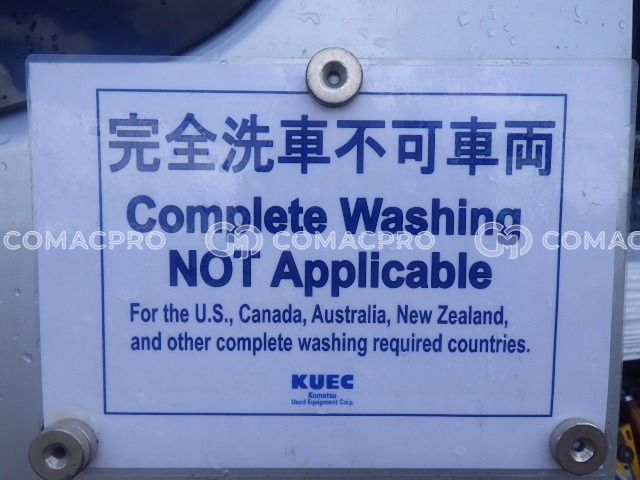 完全洗車不可車両
Complete Washing
COMACPRO COMACPRO COMACPRO
NOT Applicable
For the U.S., Canada, Australia, New Zealand,
and other complete washing required countries.
KUEC
Komatsu
Used Equipment Corp.